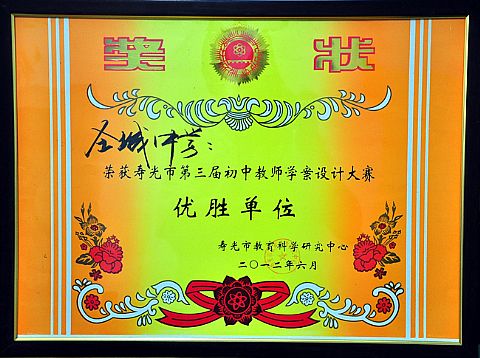 奖状
圣城中学：
荣获寿光市第三届初中教师学案设计大赛
优胜单位
寿光市教育科学研究中心
二〇一二年六月